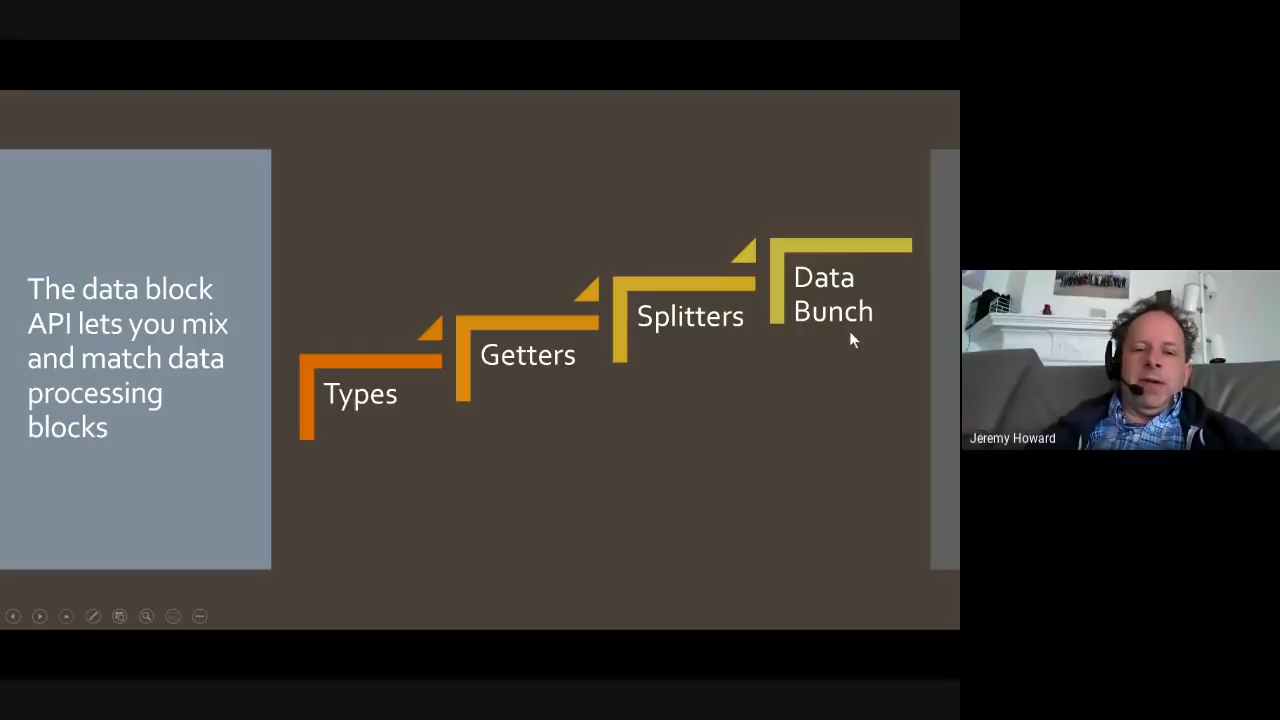 The data block
API lets you mix
and match data
processing
blocks
Types
Getters
Splitters
Data
Bunch
Jeremy Howard